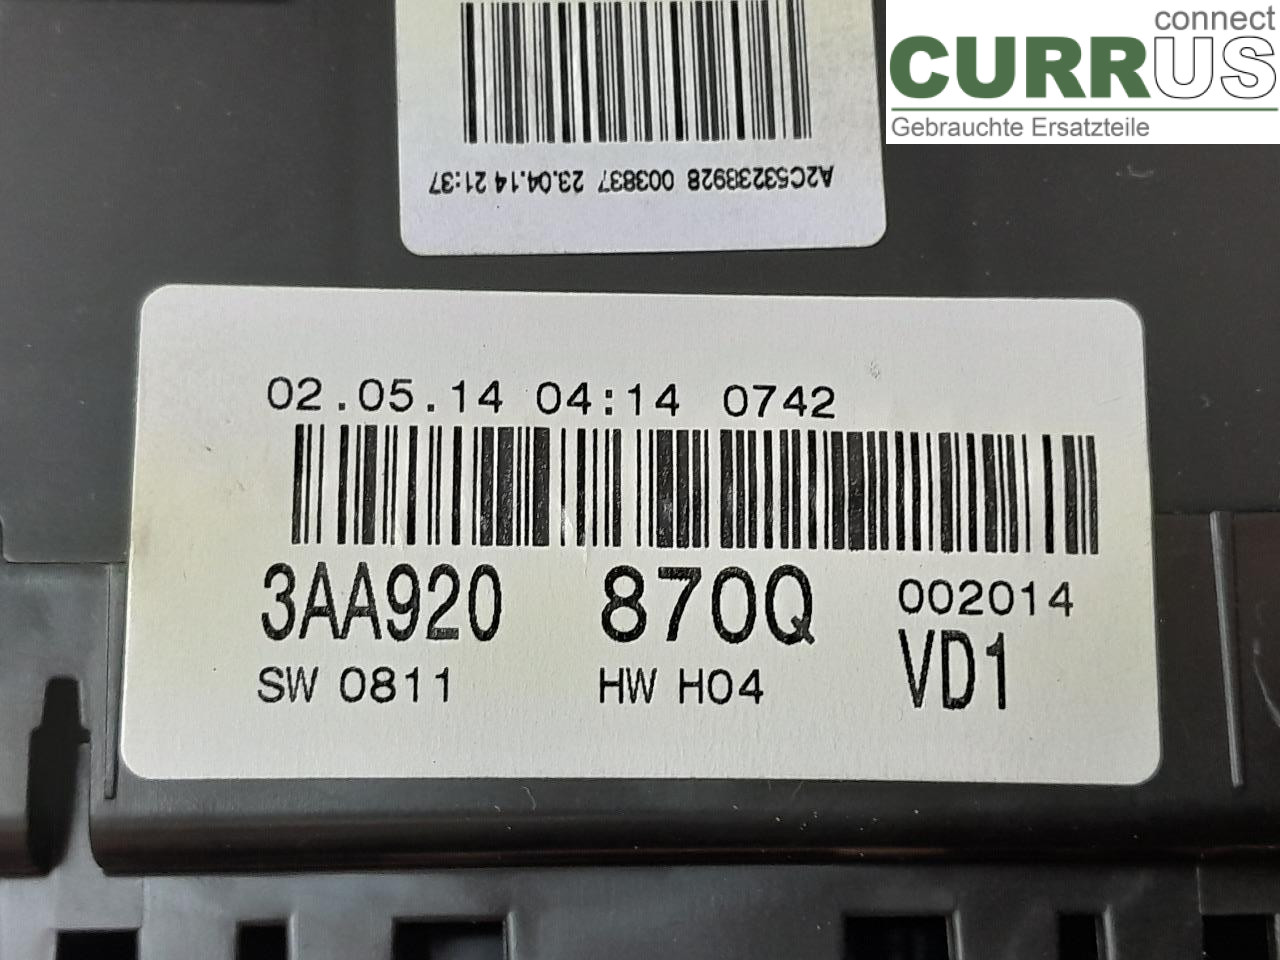 connect
CURRUS
Gebrauchte Ersatzteile
A2C53238928 003837 23.04.14 21:37
02.05.14 04:14 0742
3AA920 870Q 002014
SW 0811 HW H04 VD1